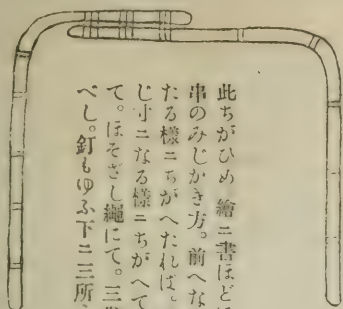 此ちがひめ 繪ニ書ほどは
串のみじかき方。前へな
たる樣ニちがへたれば。
じ寸ニなる樣ニちがへて
て。ほそざし繩にて。三
べし。釘もゆふ下ニ三所